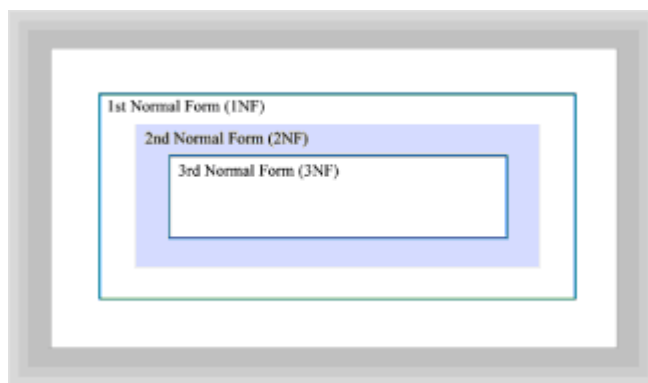 1st Normal Form (1NF)
2nd Normal Form (2NF)
3rd Normal Form (3NF)